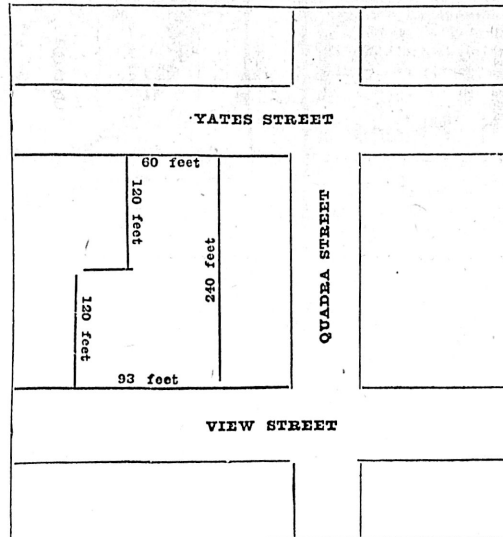 YATES STREET
60 feet
120 feet
240 feet
QUADRA STREET
120 feet
93 feet
VIEW STREET